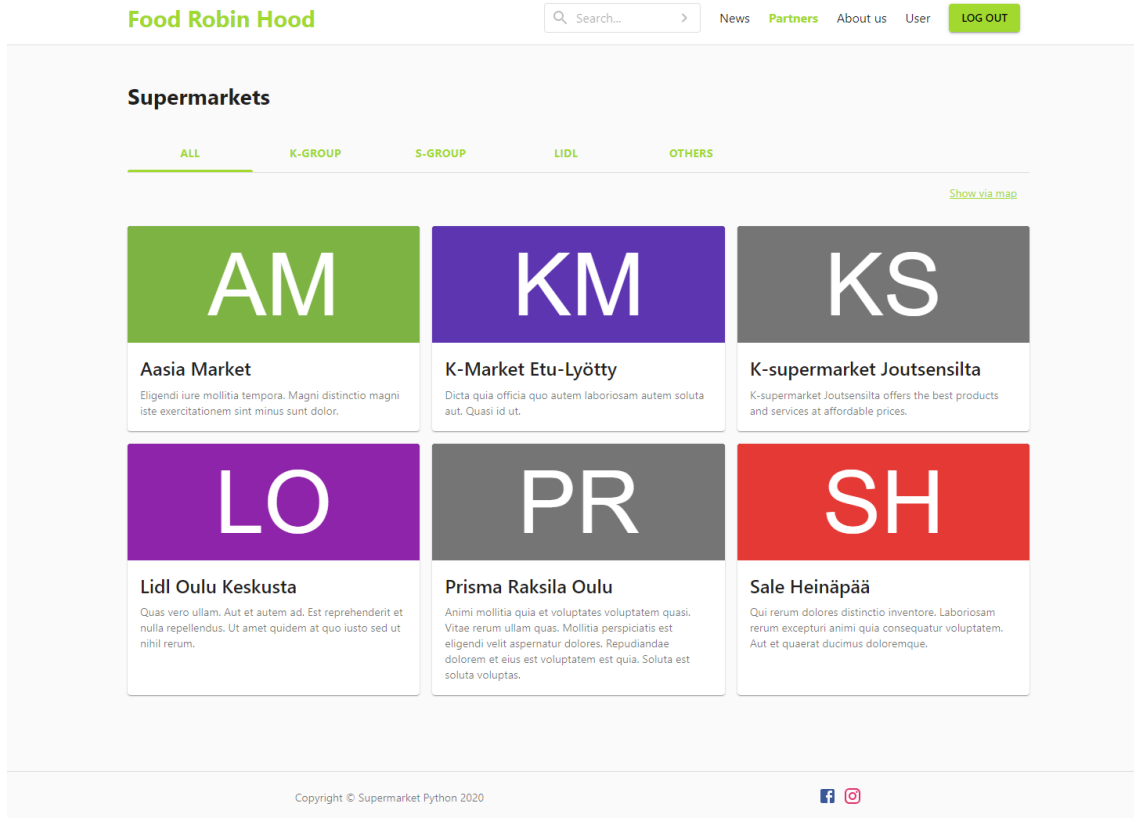 Food Robin Hood
Search...
News
Partners
About us
User
LOG OUT
Supermarkets
ALL
K-GROUP
S-GROUP
LIDL
OTHERS
Show via map
AM
Aasia Market
Eligendi iure mollitia tempora. Magni distinctio magni
iste exercitationem sint minus sunt dolor.
KM
K-Market Etu-Lyötty
Dicta quia officia quo autem laboriosam autem soluta
aut. Quasi id ut.
KS
K-supermarket Joutsensilta
K-supermarket Joutsensilta offers the best products
and services at affordable prices.
LO
Lidl Oulu Keskusta
Quas vero ullam. Aut et autem ad. Est reprehenderit et
nulla repellendus. Ut amet quidem at quo iusto sed ut
nihil rerum.
PR
Prisma Raksila Oulu
Animi mollitia quia et voluptates voluptatem quasi.
Vitae rerum ullam quas. Mollitia perspiciatis est
eligendi velit aspernatur dolores. Repudiandae
dolorem et eius est voluptatem est quia. Soluta est
soluta voluptas.
SH
Sale Heinäpää
Qui rerum dolores distinctio inventore. Laboriosam
rerum excepturi animi quia consequatur voluptatem.
Aut et quaerat ducimus doloremque.
Copyright © Supermarket Python 2020